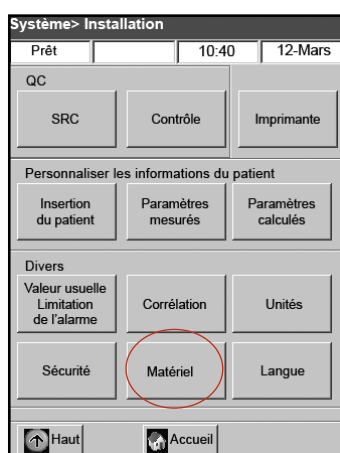 Système> Installation
Prêt 10:40 12-Mars
QC
SRC Contrôle Imprimante
Personnaliser les informations du patient
Insertion
du patient
Paramètres
mesurés
Paramètres
calculés
Divers
Valeur usuelle
Limitation
de l'alarme
Corrélation
Unités
Sécurité Matériel Langue
Haut Accueil